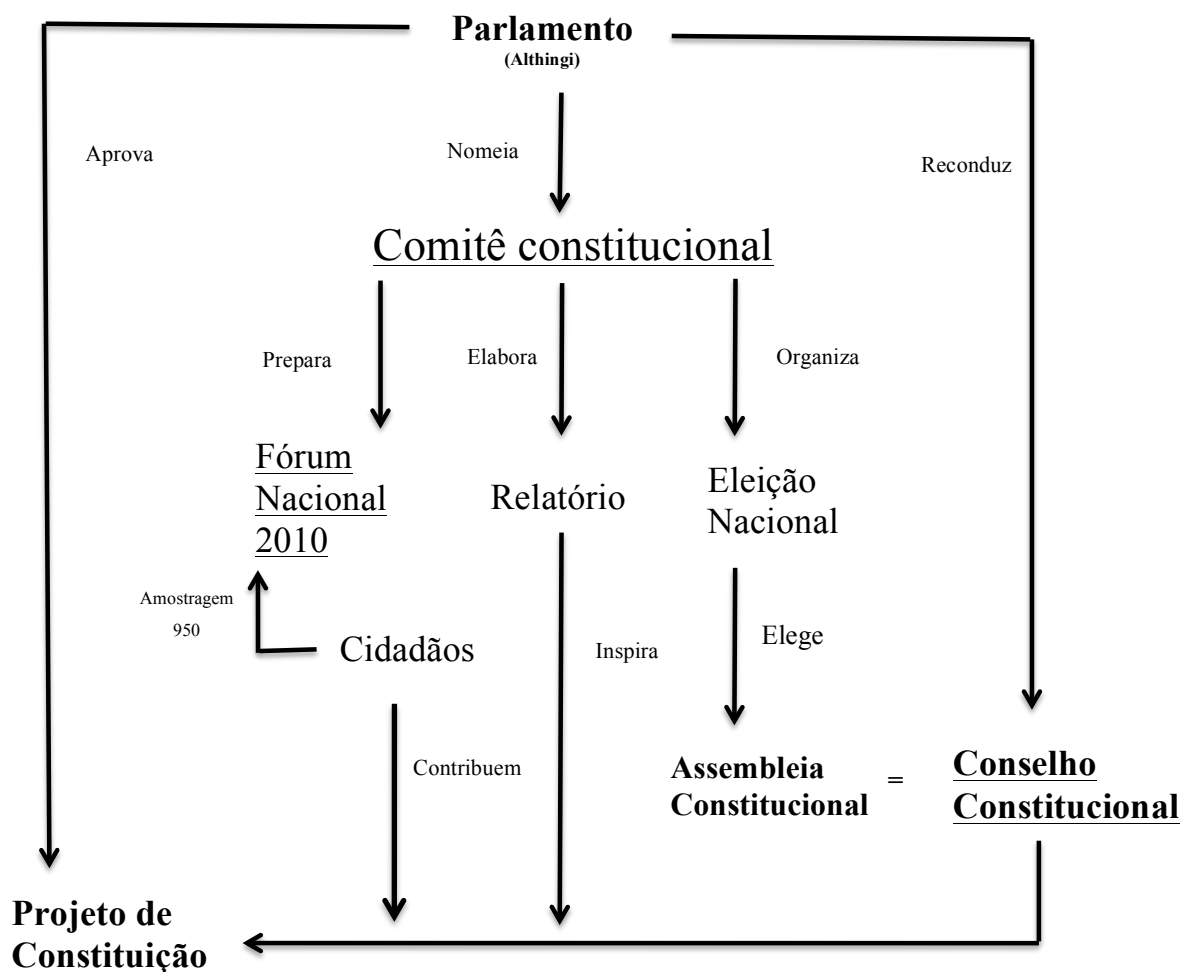 Parlamento
(Althingi)
Aprova
Nomeia
Reconduz
Comitê constitucional
Prepara
Elabora
Organiza
Fórum
Nacional
2010
Relatório
Eleição
Nacional
Amostragem
950
Cidadãos
Inspira
Elege
Contribuem
Assembleia
Constitucional
=
Conselho
Constitucional
Projeto de
Constituição